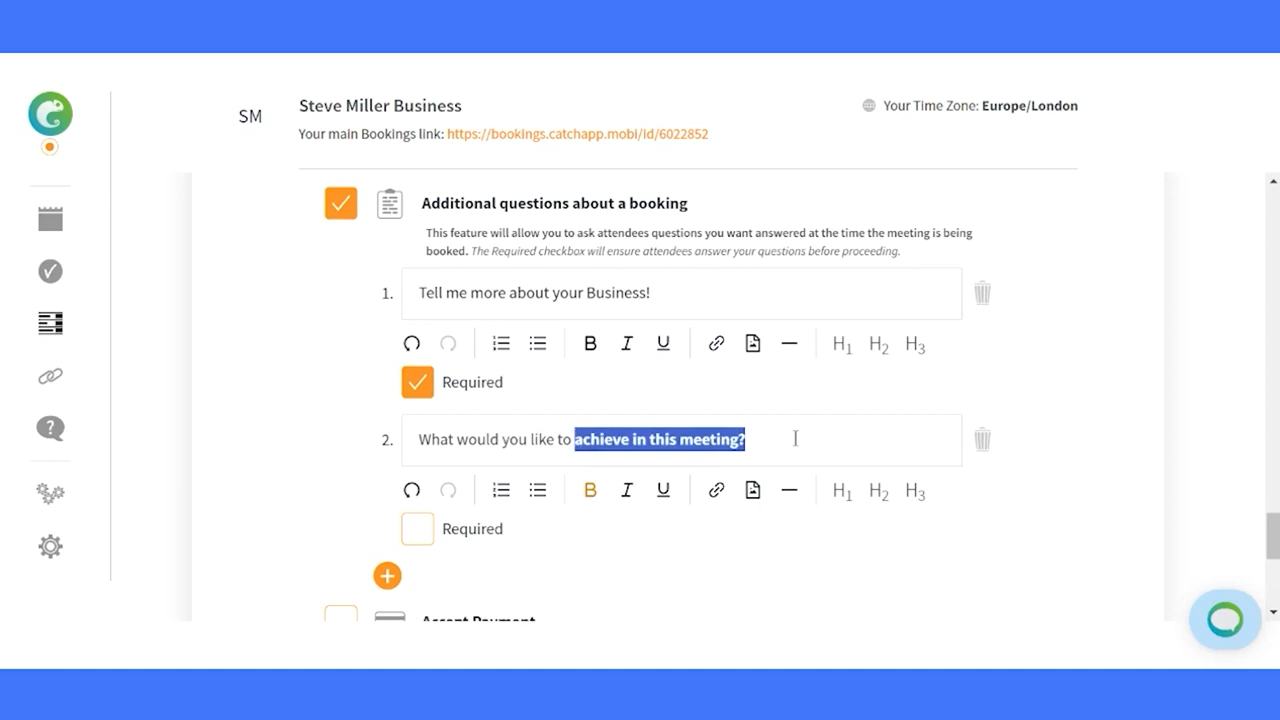 SM
Steve Miller Business
Your Time Zone: Europe/London
Your main Bookings link: https://bookings.catchapp.mobi/id/6022852
Additional questions about a booking
This feature will allow you to ask attendees questions you want answered at the time the meeting is being
booked. The Required checkbox will ensure attendees answer your questions before proceeding.
1. Tell me more about your Business!
B I U H1 H2 H3
Required
2. What would you like to achieve in this meeting?
B I U H1 H2 H3
Required
Accept Payment